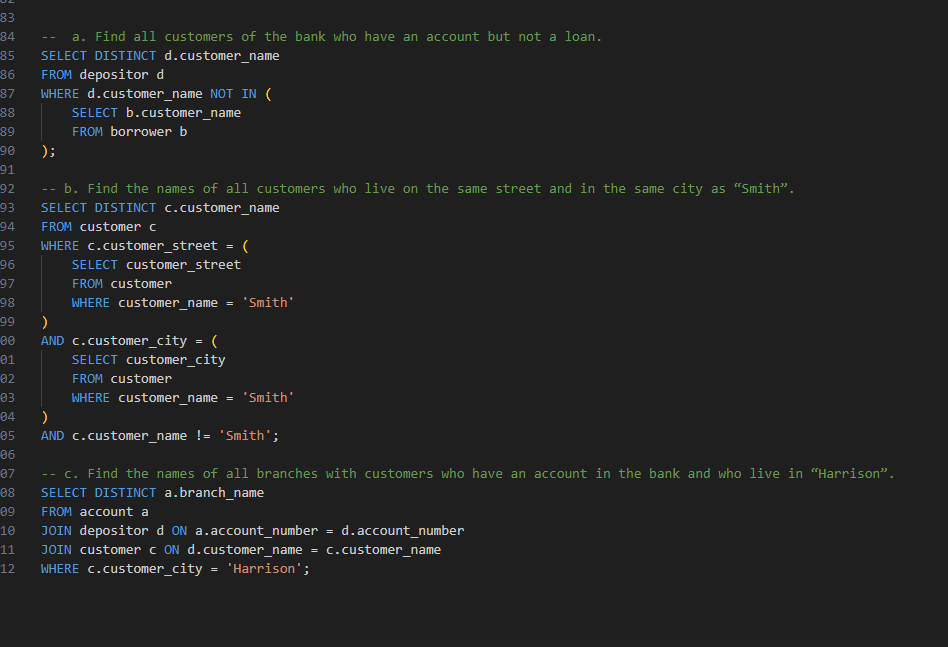 82
83
84 --  a. Find all customers of the bank who have an account but not a loan.
85 SELECT DISTINCT d.customer_name
86 FROM depositor d
87 WHERE d.customer_name NOT IN (
88     SELECT b.customer_name
89     FROM borrower b
90 );
91
92 -- b. Find the names of all customers who live on the same street and in the same city as “Smith”.
93 SELECT DISTINCT c.customer_name
94 FROM customer c
95 WHERE c.customer_street = (
96     SELECT customer_street
97     FROM customer
98     WHERE customer_name = 'Smith'
99 )
00 AND c.customer_city = (
01     SELECT customer_city
02     FROM customer
03     WHERE customer_name = 'Smith'
04 )
05 AND c.customer_name != 'Smith';
06
07 -- c. Find the names of all branches with customers who have an account in the bank and who live in “Harrison”.
08 SELECT DISTINCT a.branch_name
09 FROM account a
10 JOIN depositor d ON a.account_number = d.account_number
11 JOIN customer c ON d.customer_name = c.customer_name
12 WHERE c.customer_city = 'Harrison';